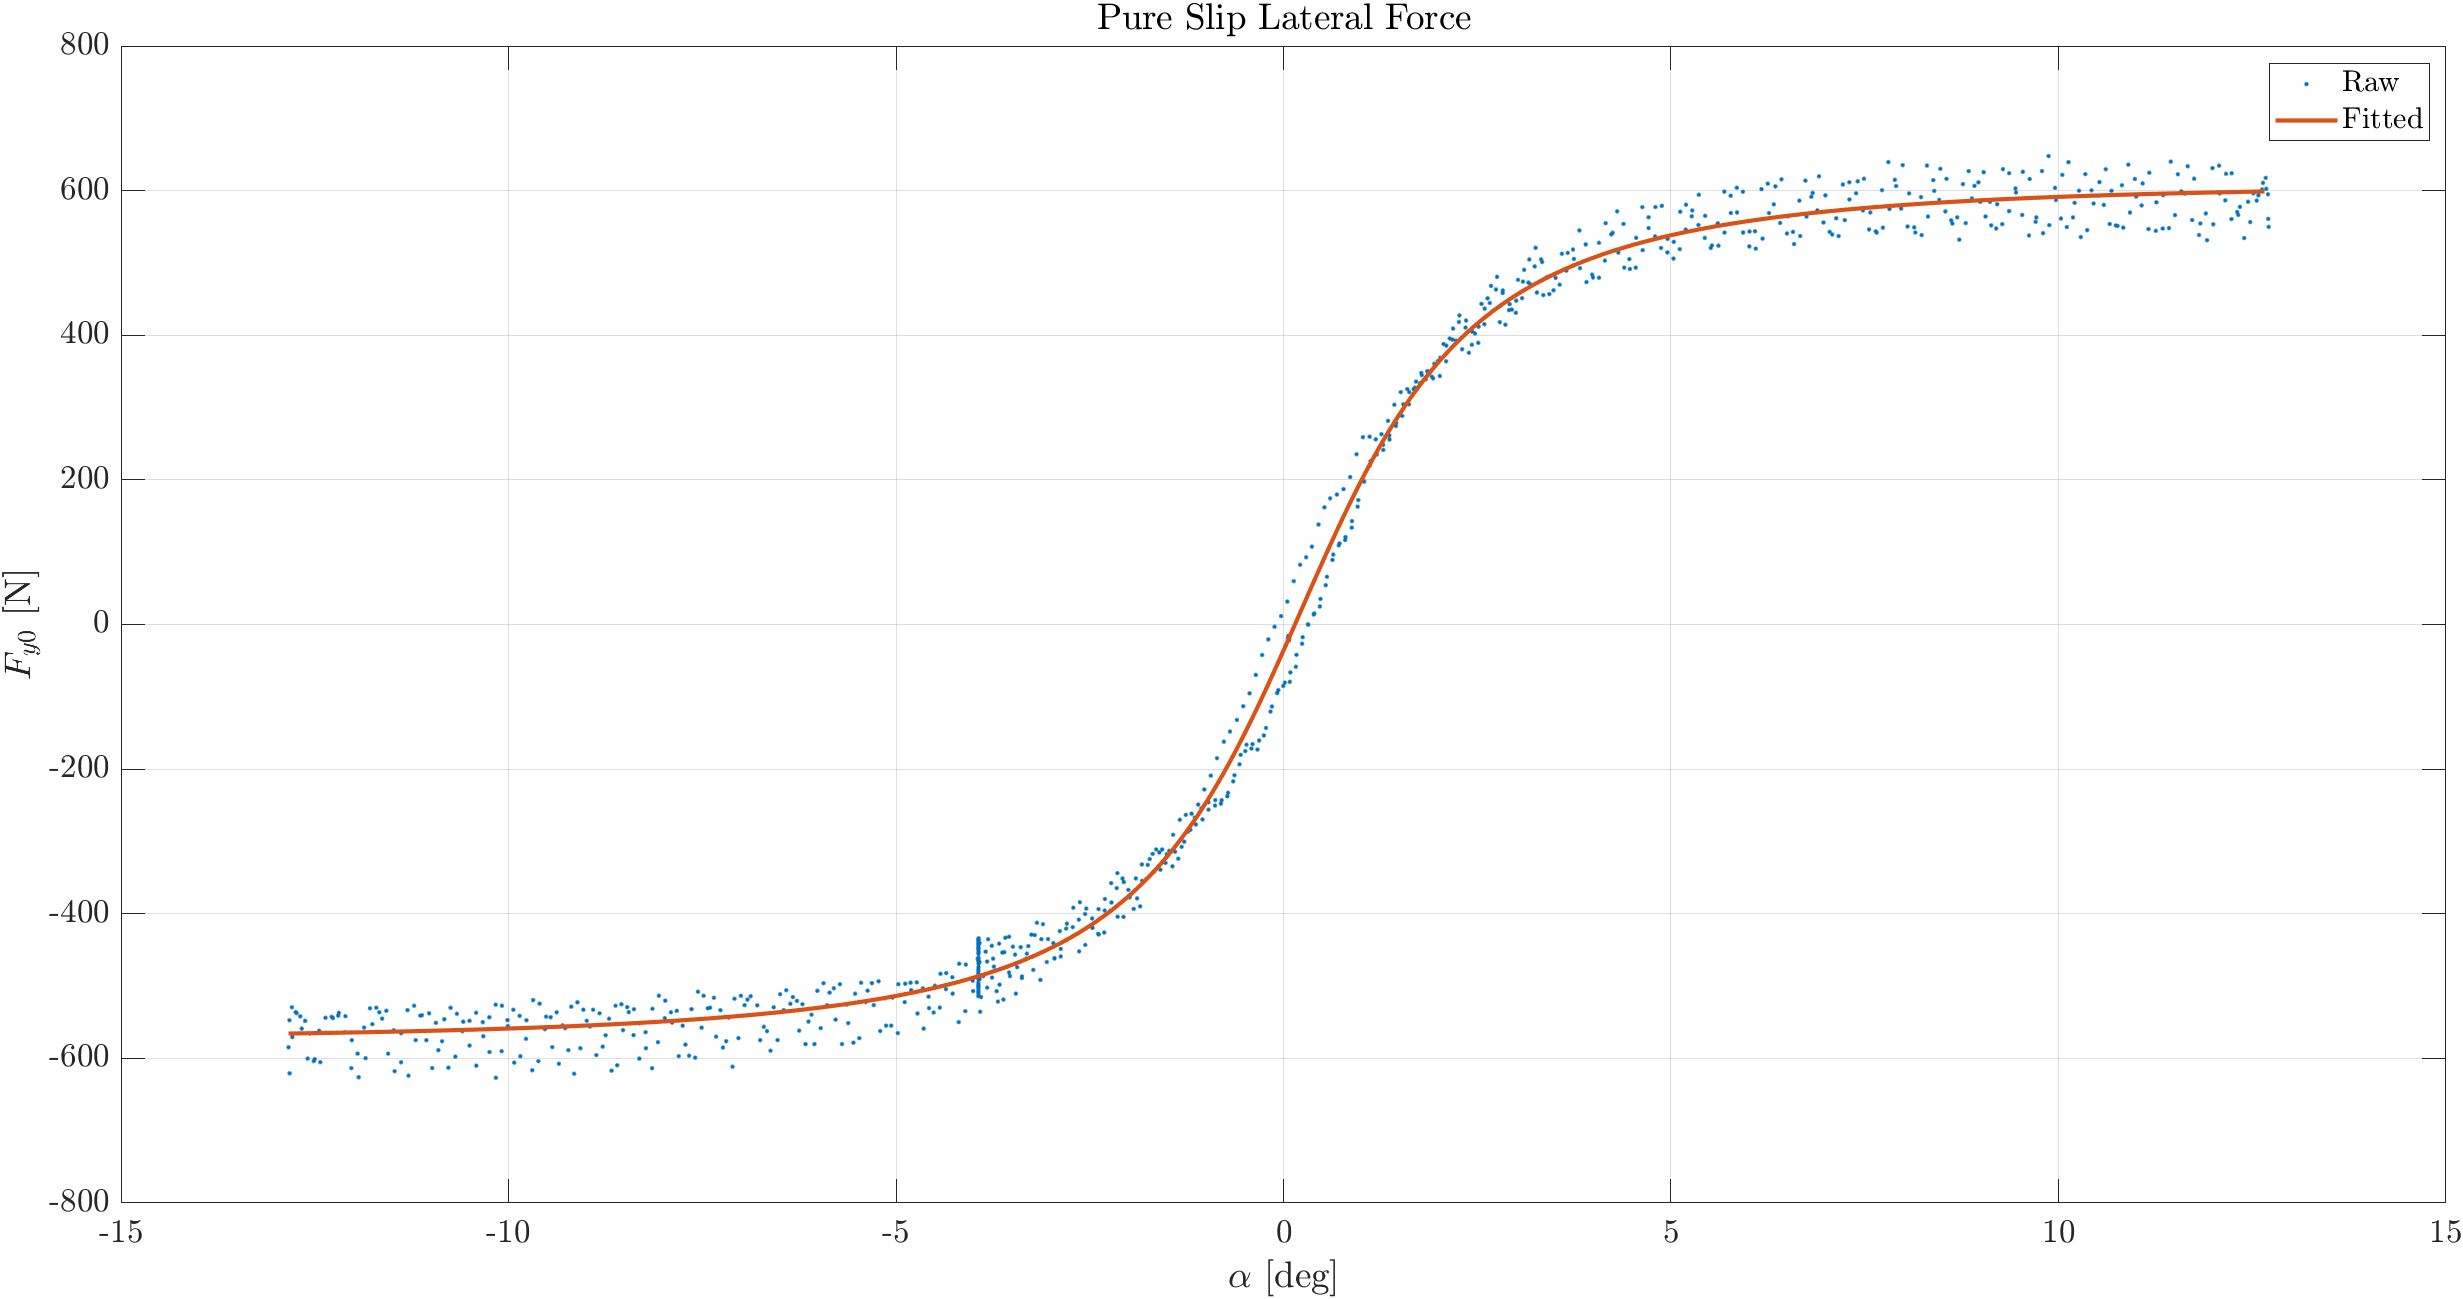 Pure Slip Lateral Force
800
600
400
200
0
-200
-400
-600
-800
F_{y0} [N]
Raw
Fitted
-15 -10 -5 0 5 10 15
α [deg]